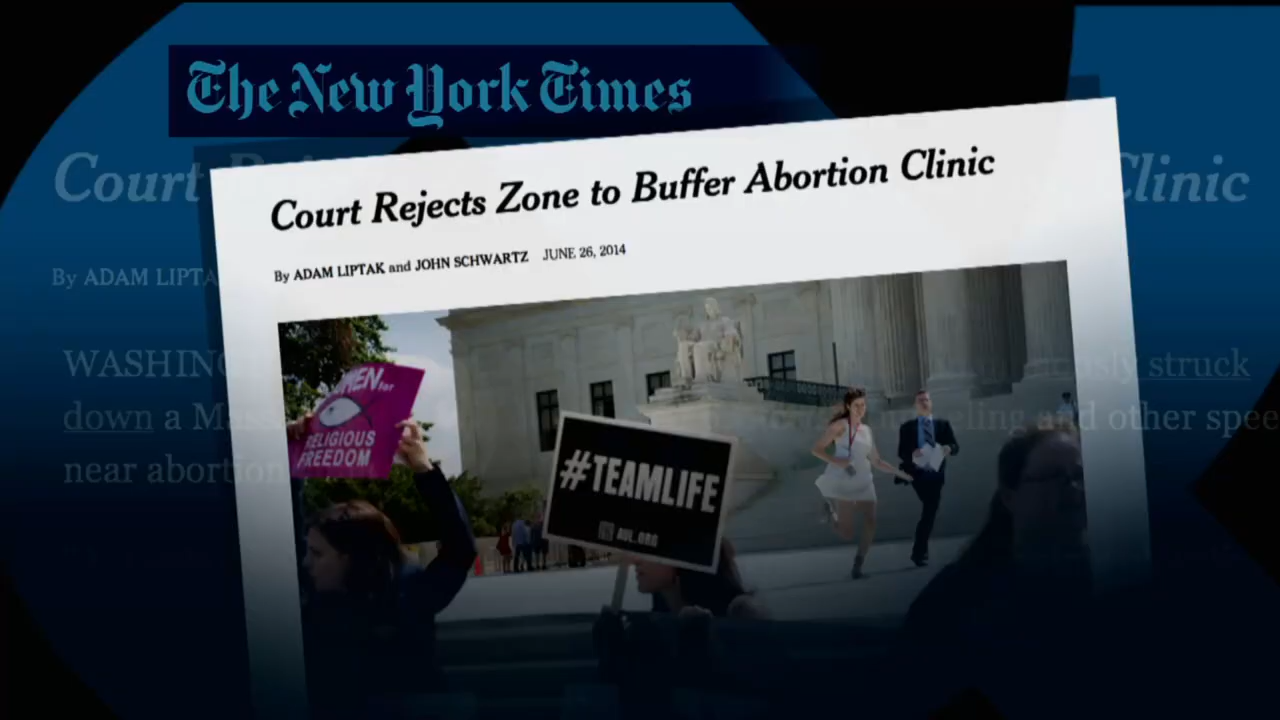 The New York Times
Court Rejects Zone to Buffer Abortion Clinic
By ADAM LIPTAK and JOHN SCHWARTZ JUNE 26, 2014
WOMEN for
RELIGIOUS
FREEDOM
#TEAMLIFE
AUL.ORG
Court
Clinic
By ADAM LIPTA
WASHING
struck
down a Mas
and other spee
near abortion